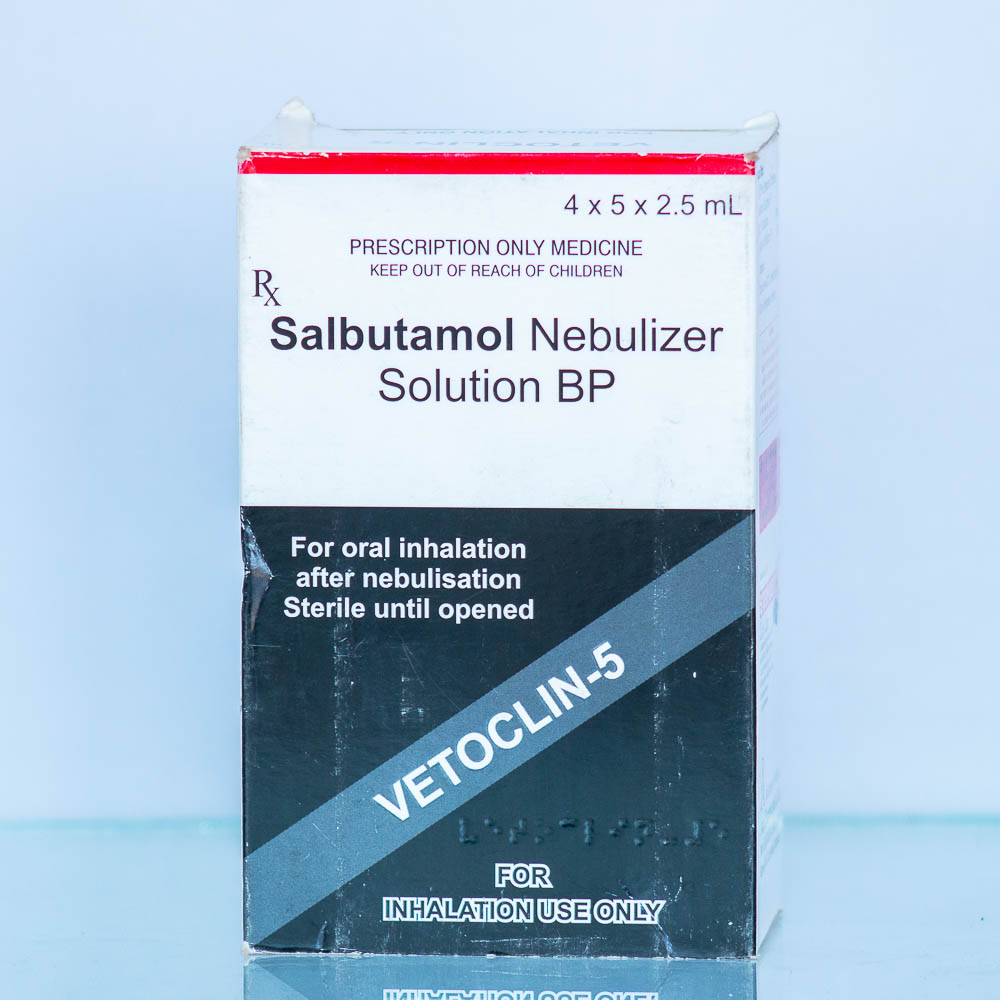 4 x 5 x 2.5 mL
PRESCRIPTION ONLY MEDICINE
KEEP OUT OF REACH OF CHILDREN
Rx
Salbutamol Nebulizer
Solution BP
For oral inhalation
after nebulisation
Sterile until opened
VETOCLIN-5
FOR
INHALATION USE ONLY